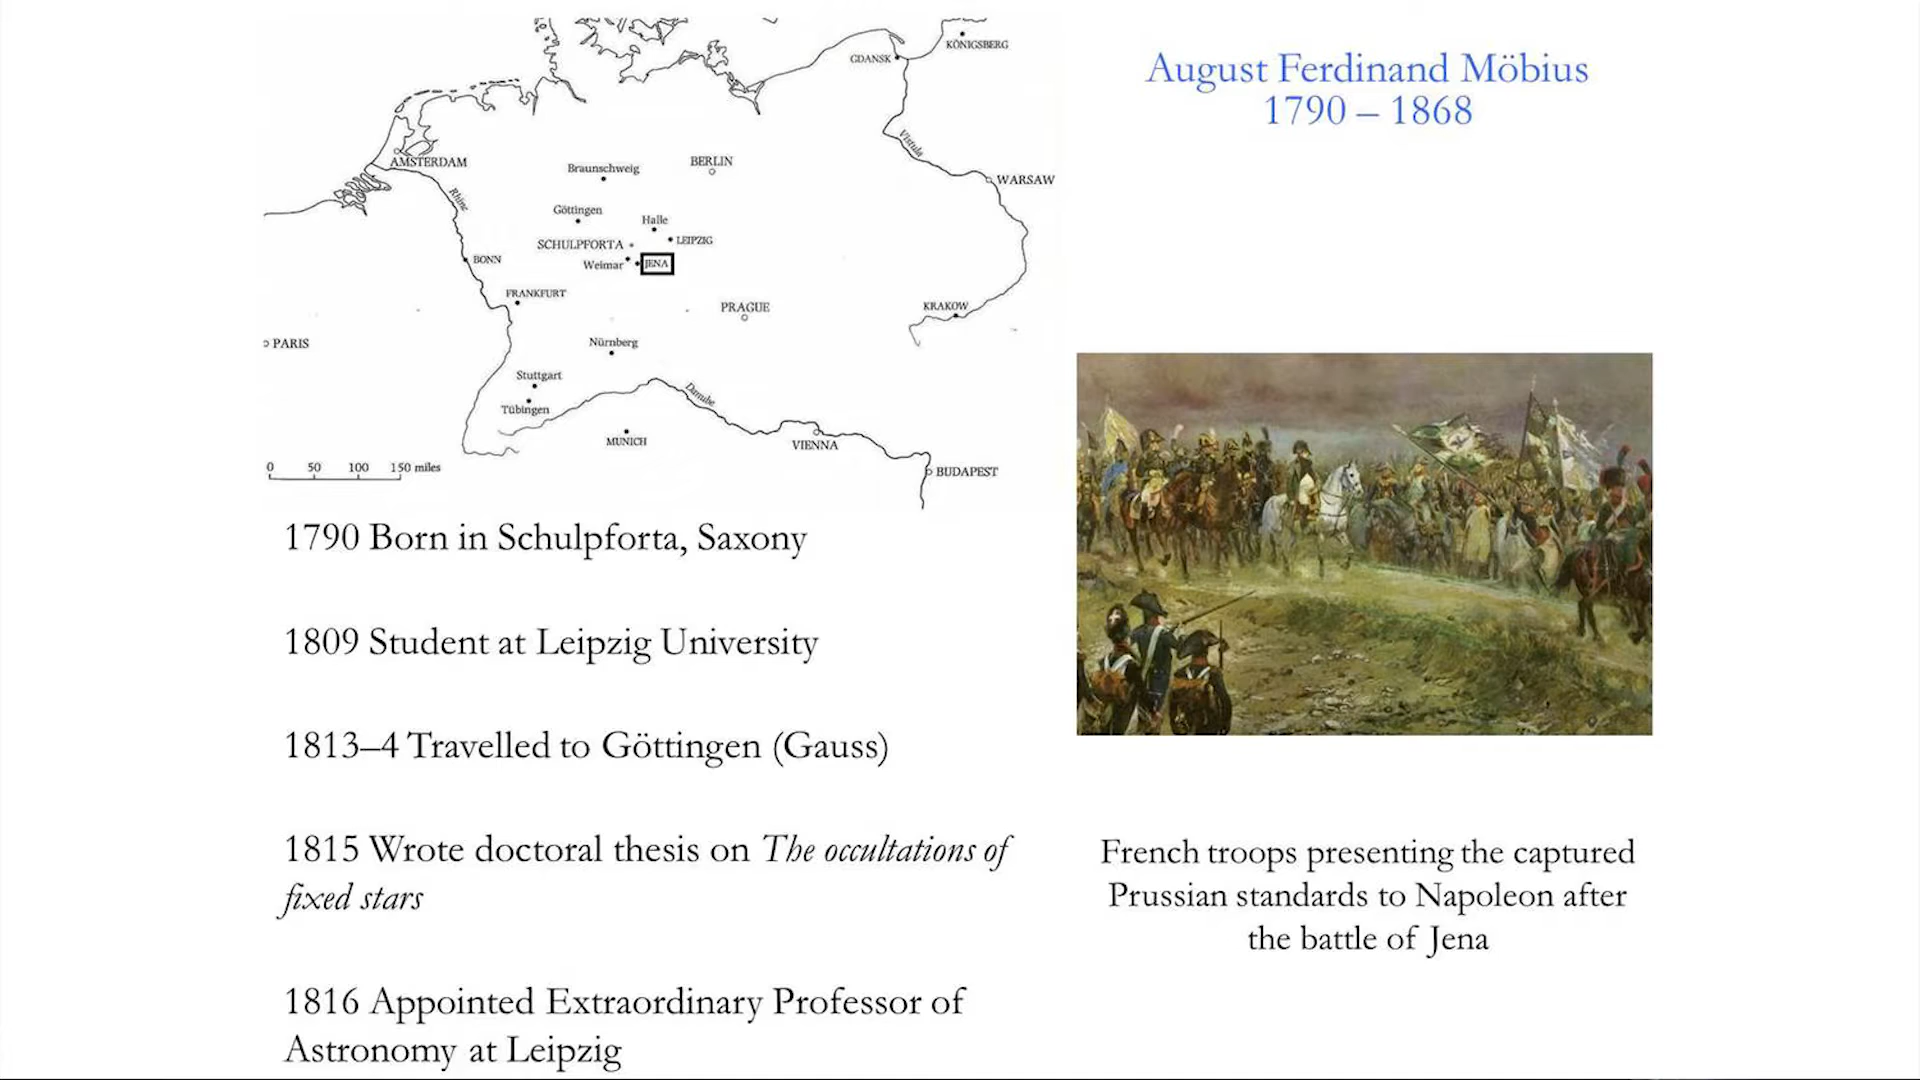 KÖNIGSBERG
GDANSK
Vistula
AMSTERDAM
Braunschweig
BERLIN
WARSAW
Rhine
Göttingen
Halle
SCHULPFORTA
LEIPZIG
Weimar
JENA
BONN
FRANKFURT
PRAGUE
KRAKOW
PARIS
Nürnberg
Stuttgart
Danube
Tübingen
MUNICH
VIENNA
BUDAPEST
0 50 100 150 miles
1790 Born in Schulpforta, Saxony
1809 Student at Leipzig University
1813–4 Travelled to Göttingen (Gauss)
1815 Wrote doctoral thesis on The occultations of
fixed stars
1816 Appointed Extraordinary Professor of
Astronomy at Leipzig
August Ferdinand Möbius
1790 – 1868
French troops presenting the captured
Prussian standards to Napoleon after
the battle of Jena